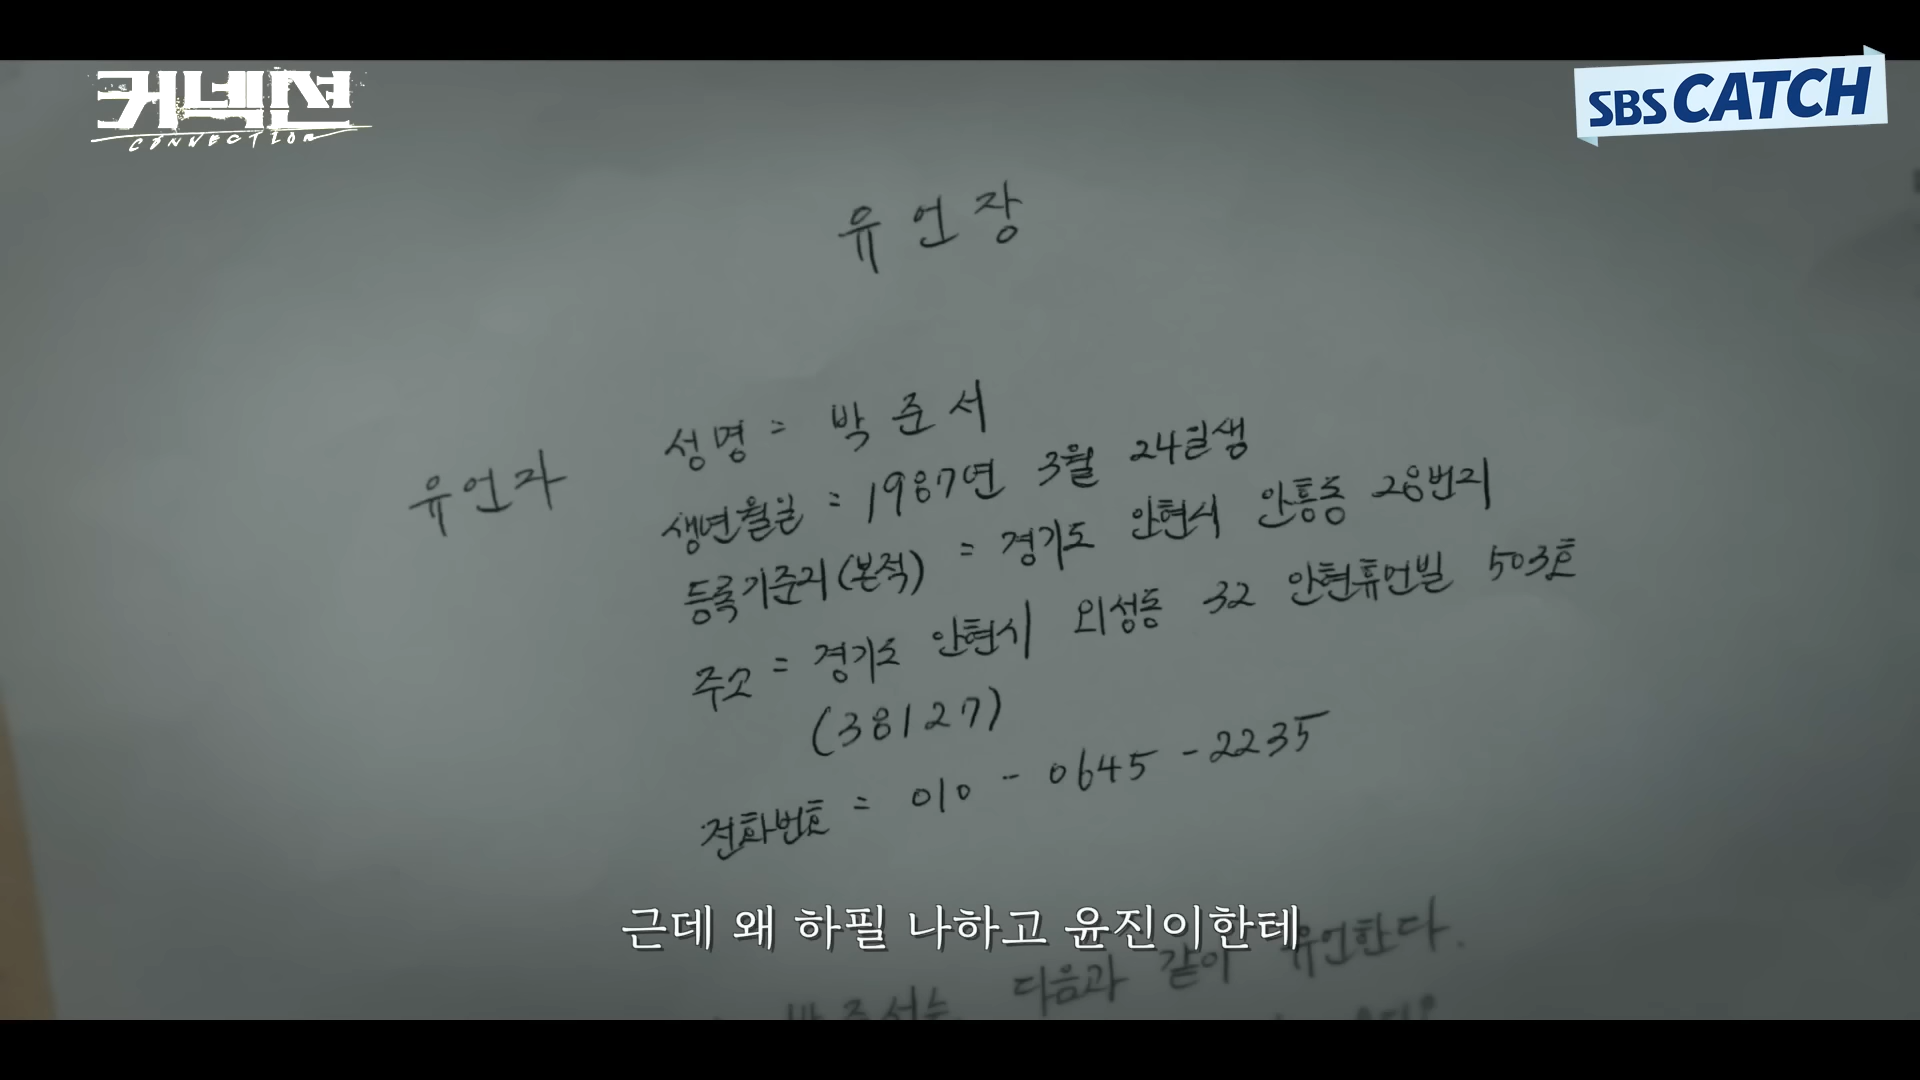 커넥션
CONNECTION
SBS CATCH
유언장
유언자
성명 = 박준서
생년월일 = 1987년 3월 24일생
등록기준지(본적) = 경기도 안현시 안흥동 28번지
주소 = 경기도 안현시 외성동 32 안현휴먼빌 503호
(38127)
전화번호 = 010 - 0645 - 2235
근데 왜 하필 나하고 윤진이한테
박준서는 다음과 같이 유언한다.